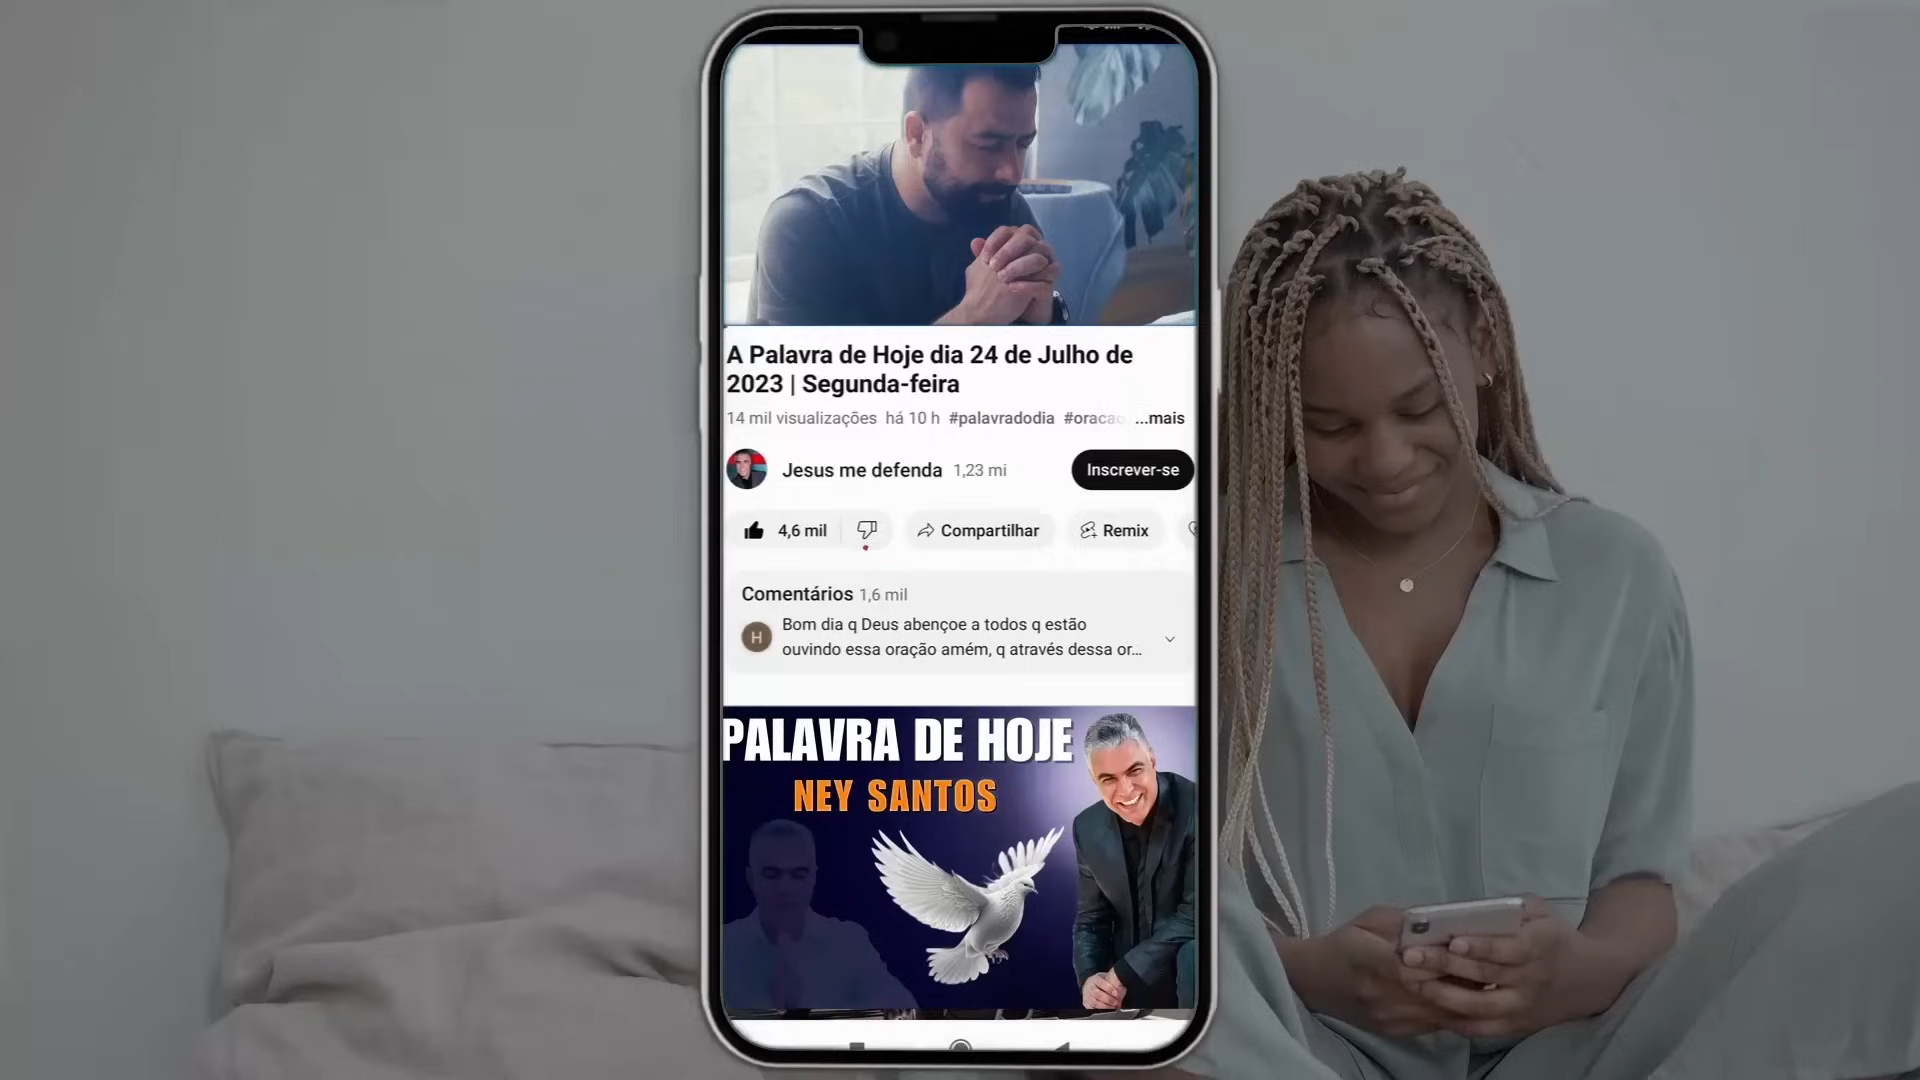 A Palavra de Hoje dia 24 de Julho de
2023 | Segunda-feira
14 mil visualizações há 10 h #palavradodia #oracao ...mais
Jesus me defenda 1,23 mi
Inscrever-se
4,6 mil
Compartilhar
Remix
Comentários 1,6 mil
H
Bom dia q Deus abençoe a todos q estão
ouvindo essa oração amém, q através dessa or...
PALAVRA DE HOJE
NEY SANTOS